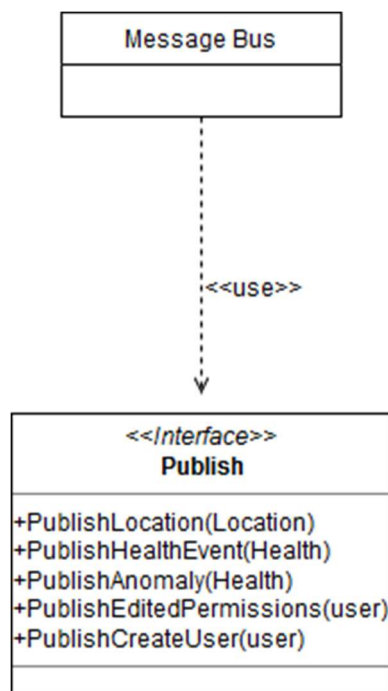 Message Bus
<<use>>
<<Interface>>
Publish
+PublishLocation(Location)
+PublishHealthEvent(Health)
+PublishAnomaly(Health)
+PublishEditedPermissions(user)
+PublishCreateUser(user)